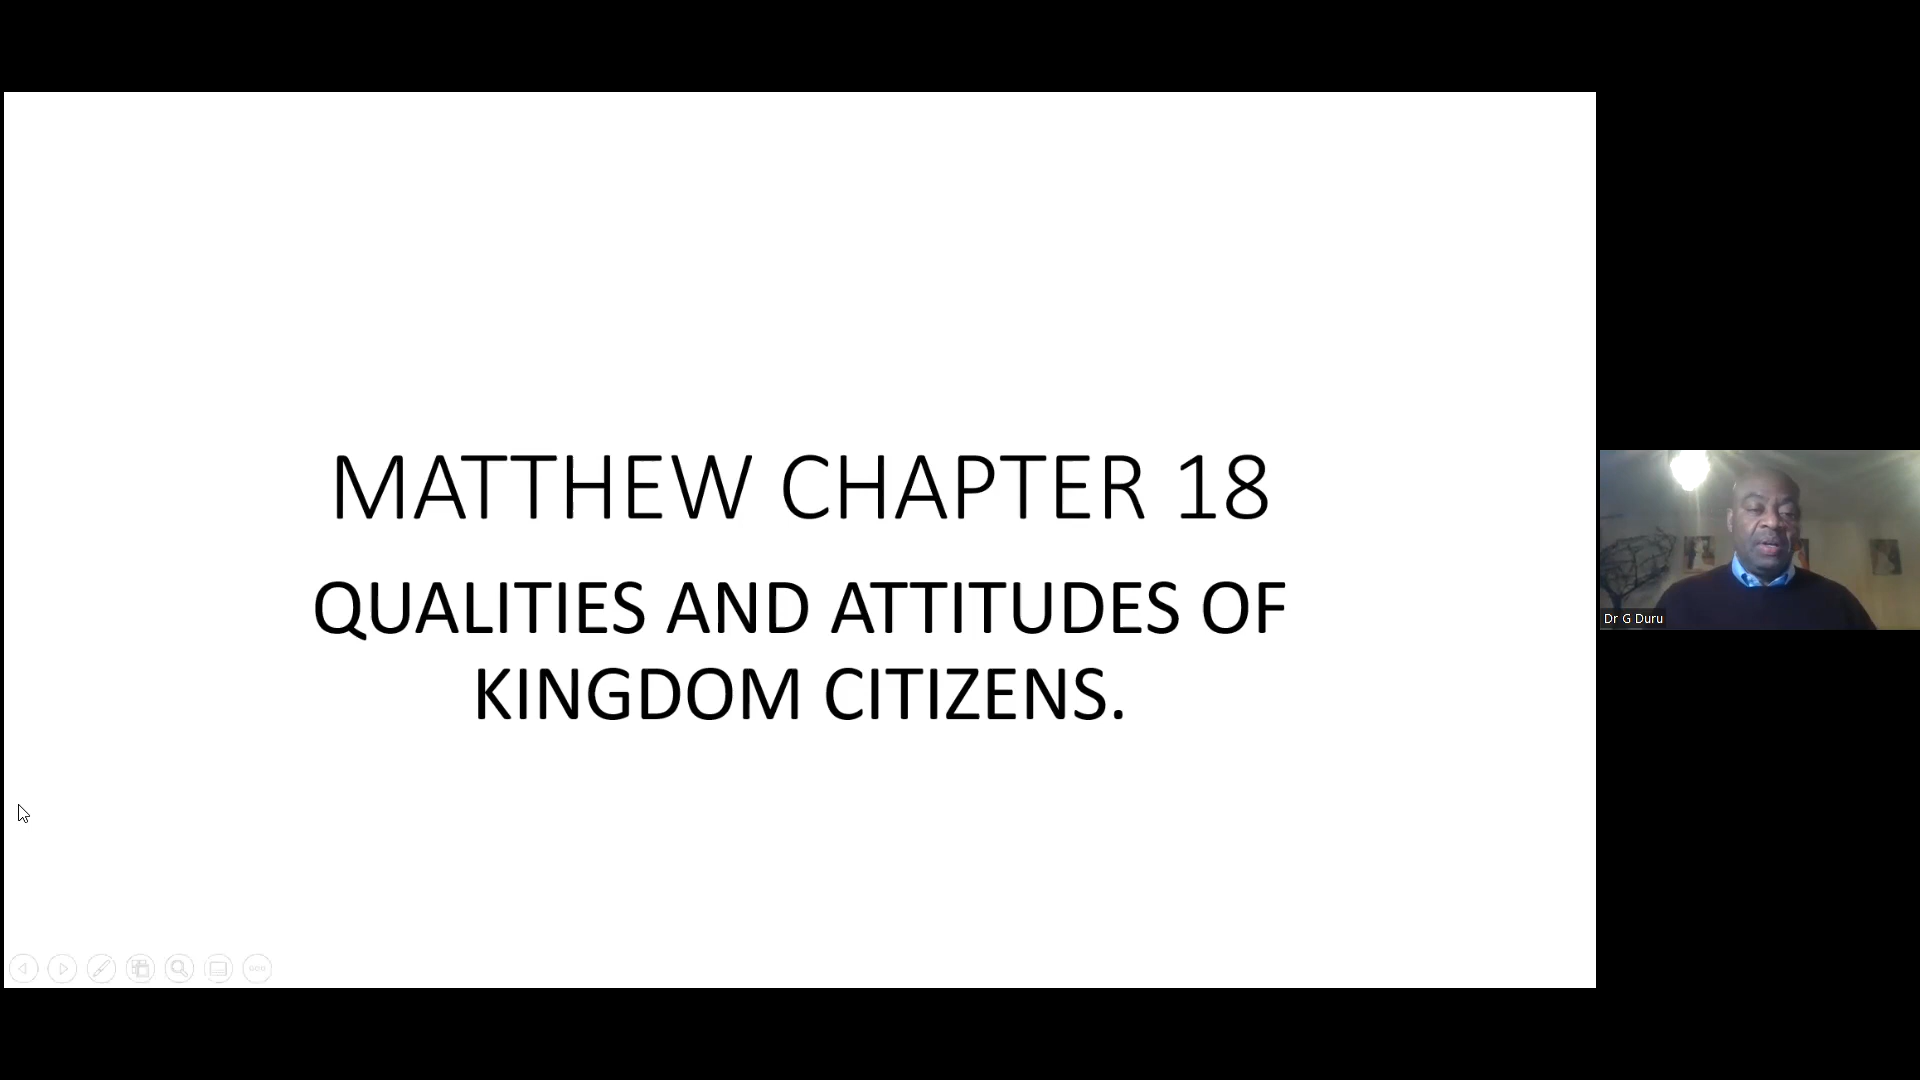 MATTHEW CHAPTER 18
QUALITIES AND ATTITUDES OF
KINGDOM CITIZENS.
Dr G Duru